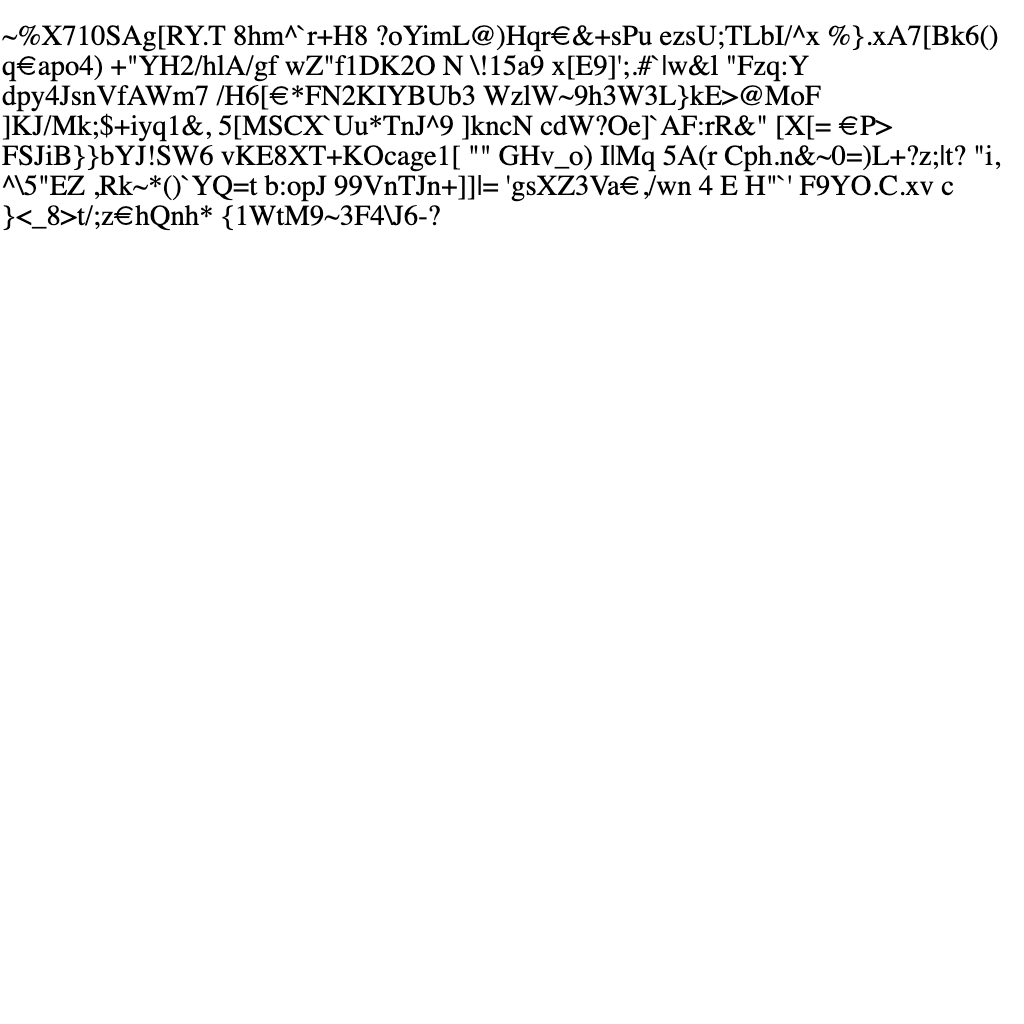 ~%X710SAg[RY.T 8hm^`r+H8 ?oYimL@)Hqr€&+sPu ezsU;TLbI/^x %}.xA7[Bk6()
q€apo4) +"YH2/hlA/gf wZ"f1DK2O N \!15a9 x[E9]';.#`|w&l "Fzq:Y
dpy4JsnVfAWm7 /H6[€*FN2KIYBUb3 WzlW~9h3W3L}kE>@MoF
]KJ/Mk;$+iyq1&, 5[MSCX`Uu*TnJ^9 ]kncN cdW?Oe]`AF:rR&" [X[= €P>
FSJiB}}bYJ!SW6 vKE8XT+KOcage1[ "" GHv_o) I|Mq 5A(r Cph.n&~0=)L+?z;|t? "i,
^\5"EZ ,Rk~*()`YQ=t b:opJ 99VnTJn+]]|= 'gsXZ3Va€,/wn 4 E H"`' F9YO.C.xv c
}<_8>t/;z€hQnh* {1WtM9~3F4\J6-?